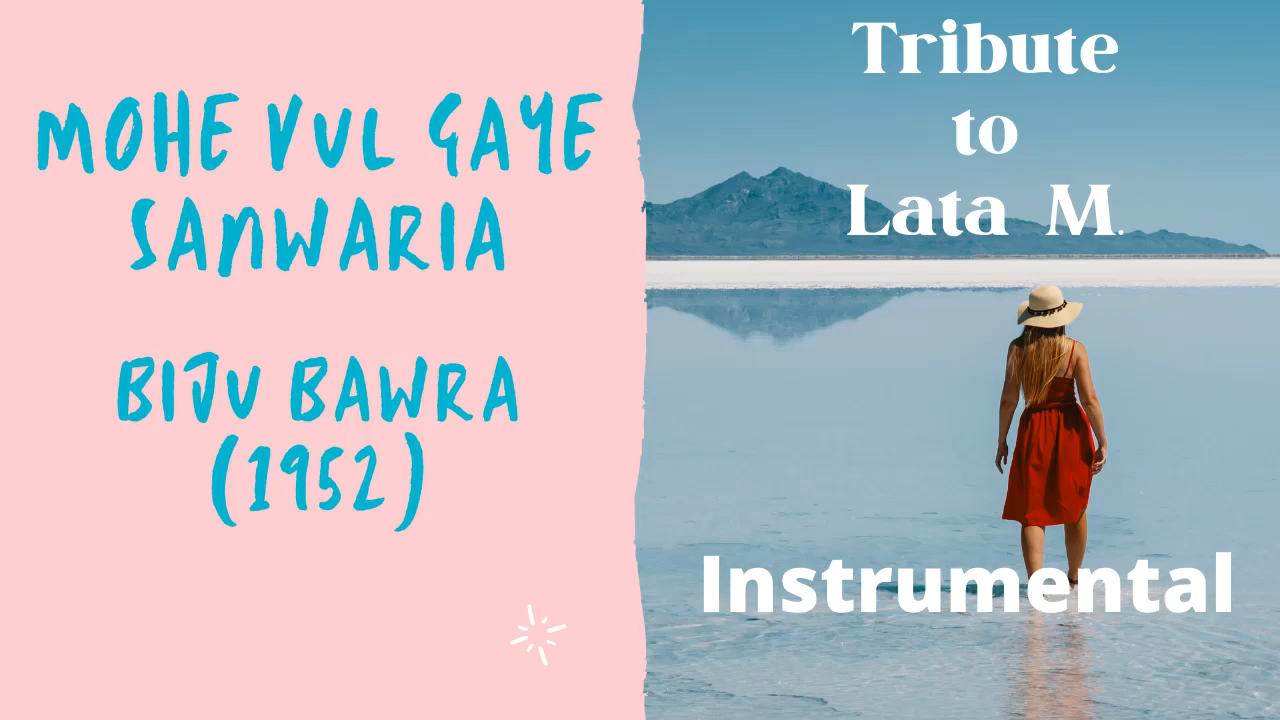 MOHE VUL GAYE
SANWARIA
BIJU BAWRA
(1952)
Tribute
to
Lata M.
Instrumental